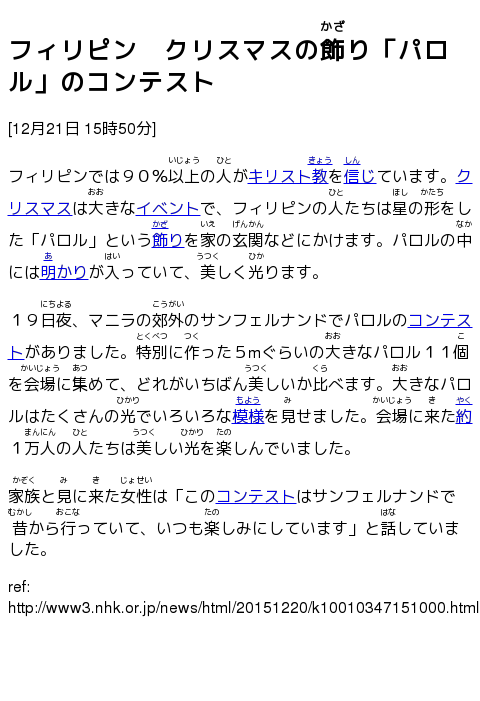 フィリピン　クリスマスの飾り「パロ
ル」のコンテスト
[12月21日 15時50分]
フィリピンでは９０％以上の人がキリスト教を信じています。ク
リスマスは大きなイベントで、フィリピンの人たちは星の形をし
た「パロル」という飾りを家の玄関などにかけます。パロルの中
には明かりが入っていて、美しく光ります。
１９日夜、マニラの郊外のサンフェルナンドでパロルのコンテス
トがありました。特別に作った５ｍぐらいの大きなパロル１１個
を会場に集めて、どれがいちばん美しいか比べます。大きなパロ
ルはたくさんの光でいろいろな模様を見せました。会場に来た約
１万人の人たちは美しい光を楽しんでいました。
家族と見に来た女性は「このコンテストはサンフェルナンドで
昔から行っていて、いつも楽しみにしています」と話していま
した。
ref:
http://www3.nhk.or.jp/news/html/20151220/k10010347151000.html